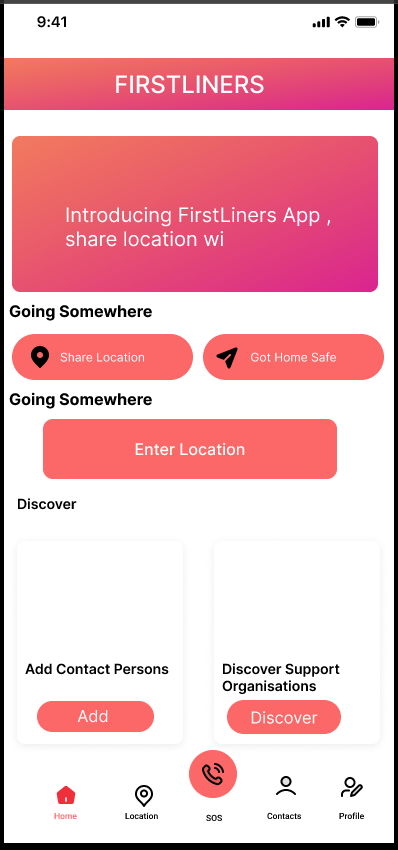 9:41
FIRSTLINERS
Introducing FirstLiners App ,
share location wi
Going Somewhere
Share Location
Got Home Safe
Going Somewhere
Enter Location
Discover
Add Contact Persons
Discover Support
Organisations
Add
Discover
Home
Location
SOS
Contacts
Profile